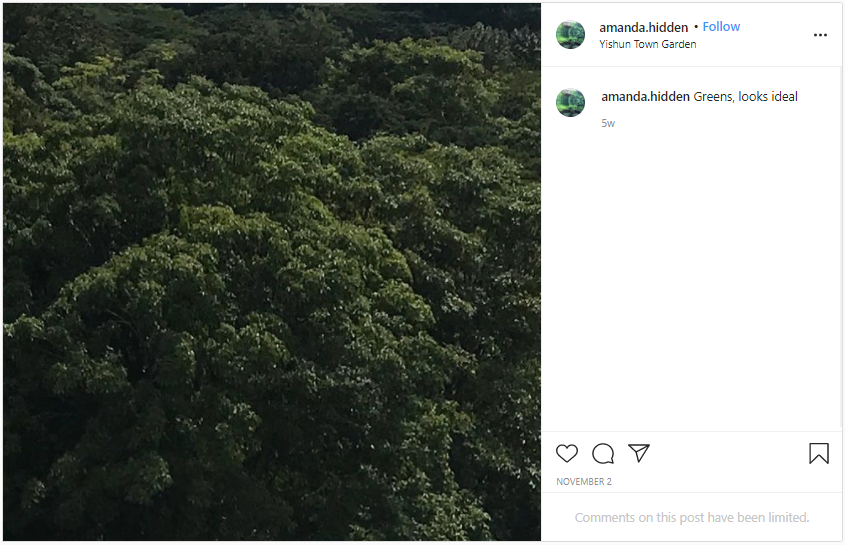 amanda.hidden • Follow
Yishun Town Garden
amanda.hidden Greens, looks ideal
5w
NOVEMBER 2
Comments on this post have been limited.